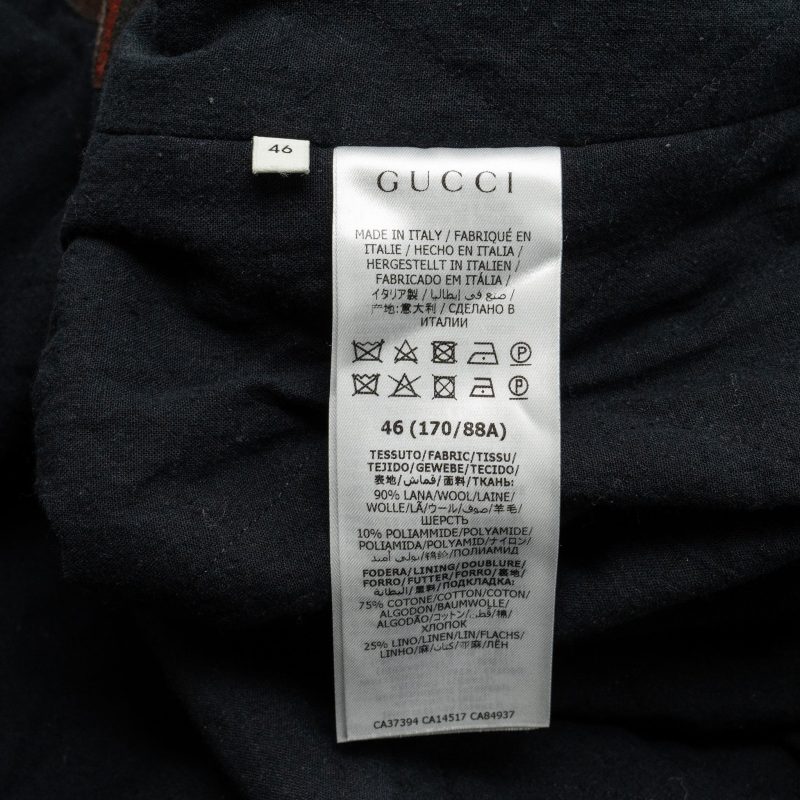 46
GUCCI
MADE IN ITALY / FABRIQUÉ EN
ITALIE / HECHO EN ITALIA /
HERGESTELLT IN ITALIEN /
FABRICADO EM ITÁLIA /
イタリア製 / صنع في إيطاليا /
产地:意大利 / СДЕЛАНО В
ИТАЛИИ
46 (170/88A)
TESSUTO/FABRIC/TISSU/
TEJIDO/GEWEBE/TECIDO/
表地/قماش/面料/ТКАНЬ:
90% LANA/WOOL/LAINE/
WOLLE/LÃ/ウール/صوف/羊毛/
ШЕРСТЬ
10% POLIAMMIDE/POLYAMIDE/
POLIAMIDA/POLYAMID/ナイロン/
بولي أميد/锦纶/ПОЛИАМИД
FODERA/LINING/DOUBLURE/
FORRO/FUTTER/FORRO/裏地/
البطانة/里料/ПОДКЛАДКА:
75% COTONE/COTTON/COTON/
ALGODON/BAUMWOLLE/
ALGODÃO/コットン/قطن/棉/
ХЛОПОК
25% LINO/LINEN/LIN/FLACHS/
LINHO/麻/كتان/亚麻/ЛЁН
CA37394 CA14517 CA84937